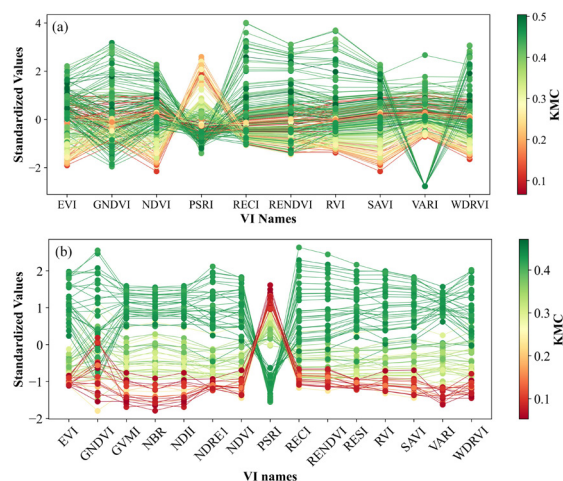 (a)
Standardized Values
4
2
0
−2
EVI GNDVI NDVI PSRI RECI RENDVI RVI SAVI VARI WDRVI
VI Names
0.5
0.4
0.3
0.2
0.1
KMC
(b)
Standardized Values
2
1
0
−1
−2
EVI GNDVI GVMI NBR NDII NDRE1 NDVI PSRI RECI RENDVI RESI RVI SAVI VARI WDRVI
VI names
0.4
0.3
0.2
0.1
KMC